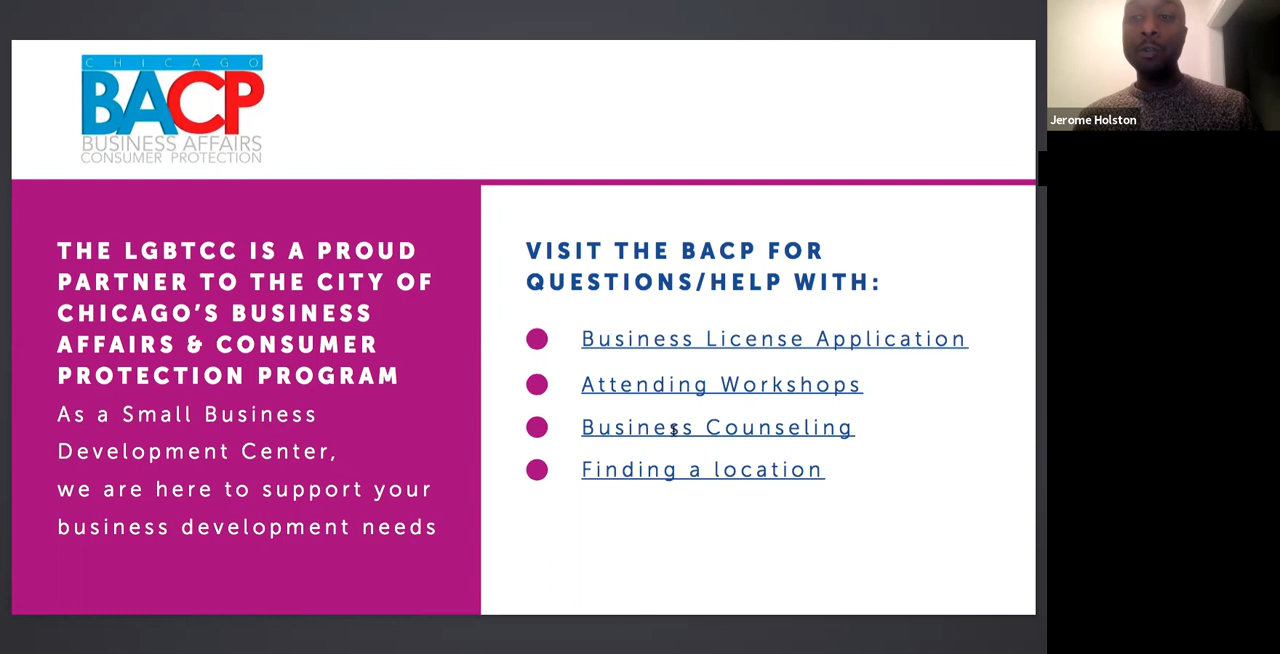 CHICAGO
BACP
BUSINESS AFFAIRS
CONSUMER PROTECTION
THE LGBTCC IS A PROUD
PARTNER TO THE CITY OF
CHICAGO’S BUSINESS
AFFAIRS & CONSUMER
PROTECTION PROGRAM
As a Small Business
Development Center,
we are here to support your
business development needs
VISIT THE BACP FOR
QUESTIONS/HELP WITH:
Business License Application
Attending Workshops
Business Counseling
Finding a location
Jerome Holston